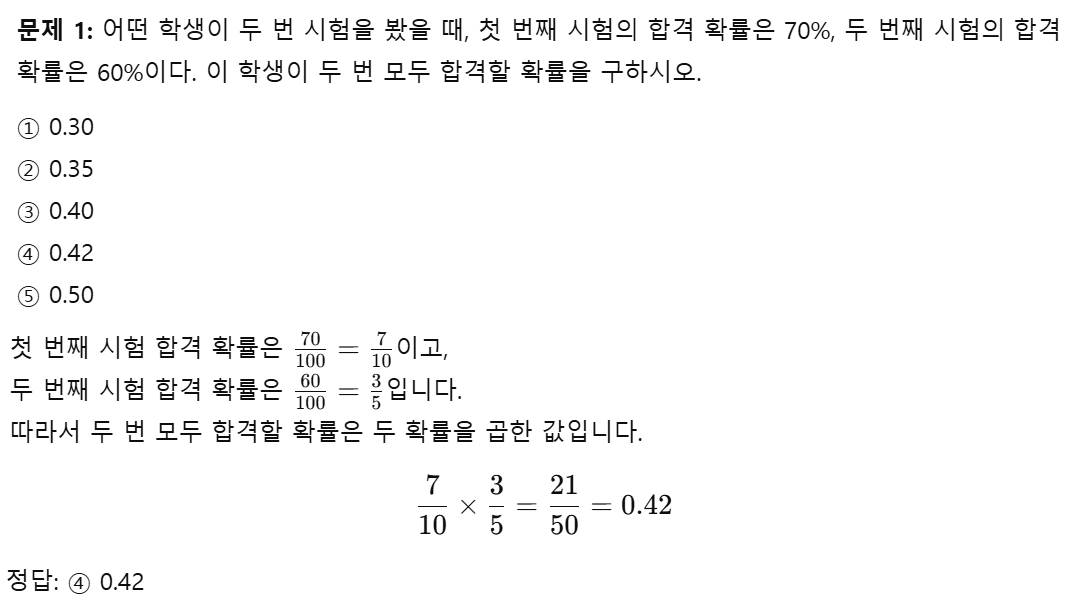 문제 1: 어떤 학생이 두 번 시험을 봤을 때, 첫 번째 시험의 합격 확률은 70%, 두 번째 시험의 합격
확률은 60%이다. 이 학생이 두 번 모두 합격할 확률을 구하시오.
① 0.30
② 0.35
③ 0.40
④ 0.42
⑤ 0.50
첫 번째 시험 합격 확률은 70/100 = 7/10이고,
두 번째 시험 합격 확률은 60/100 = 3/5입니다.
따라서 두 번 모두 합격할 확률은 두 확률을 곱한 값입니다.
7/10 × 3/5 = 21/50 = 0.42
정답: ④ 0.42